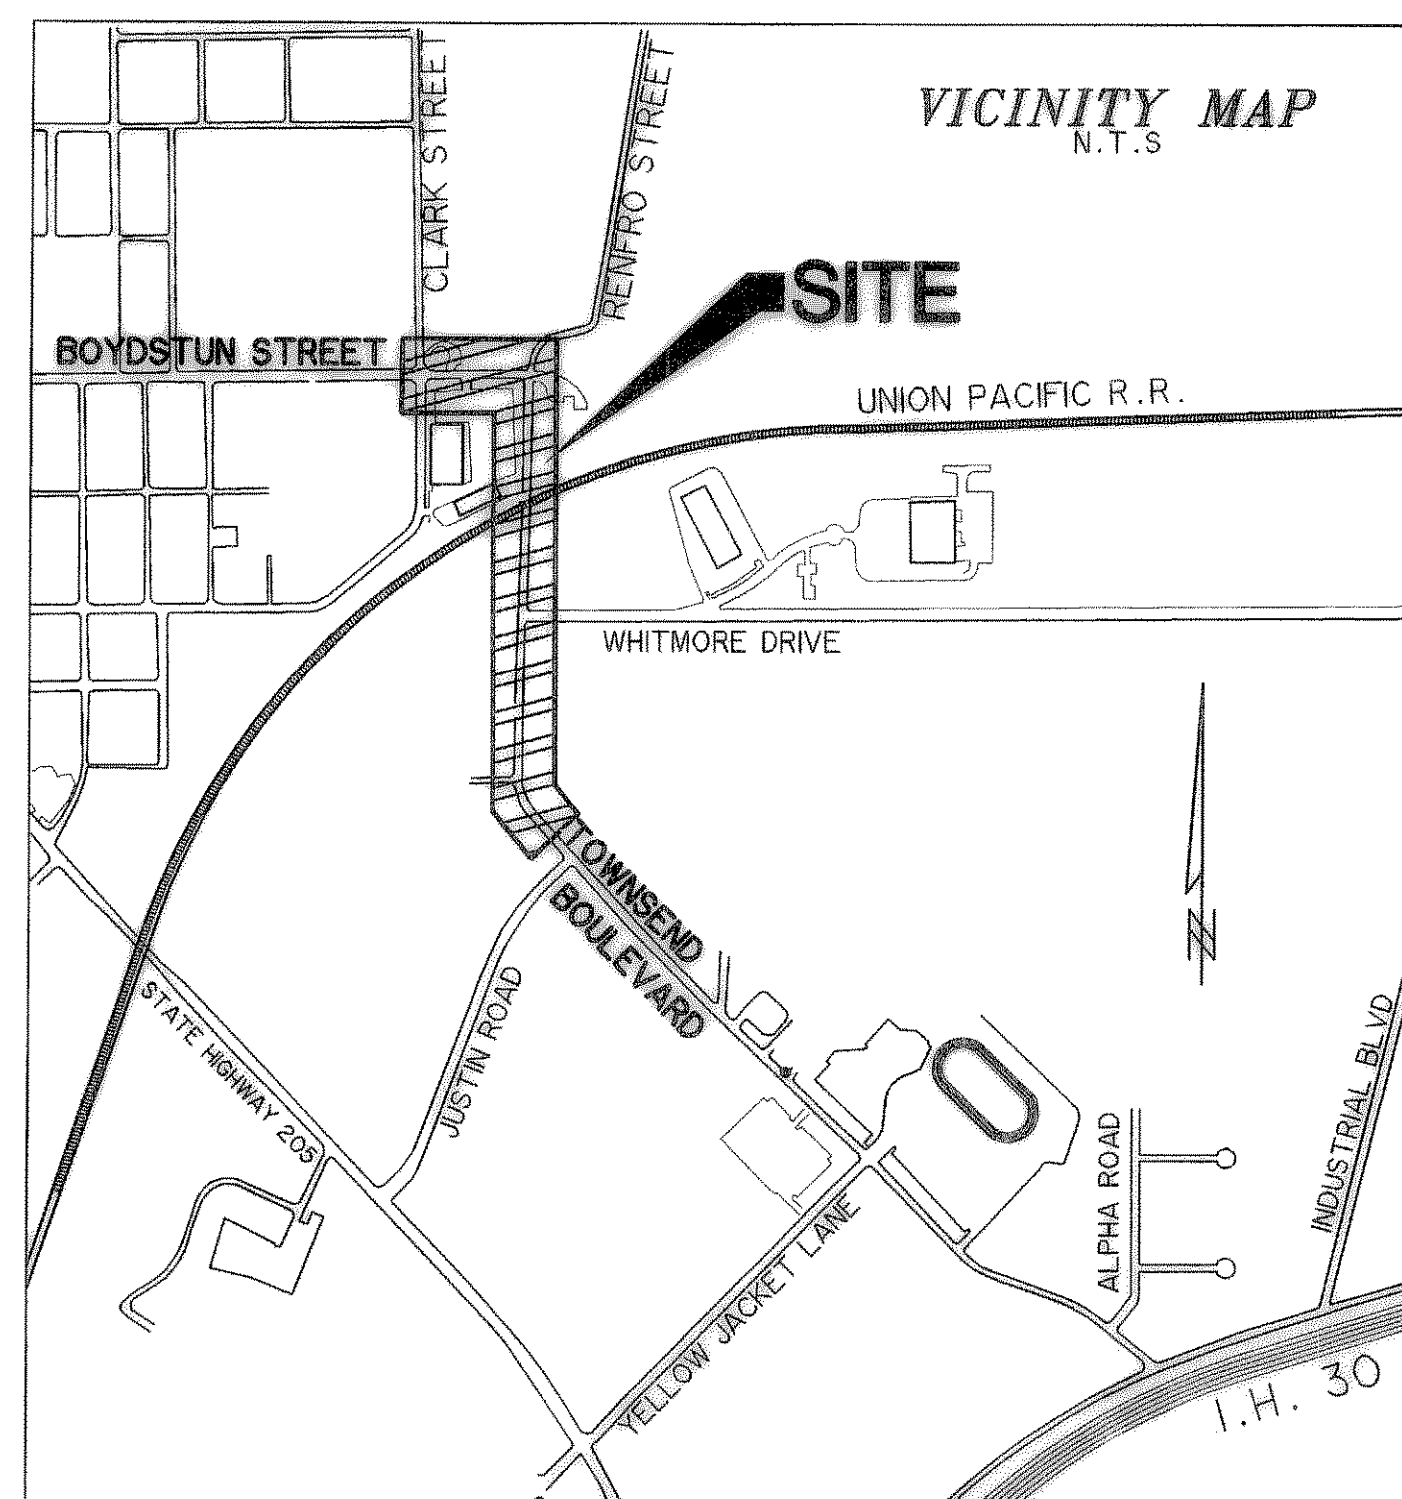 VICINITY MAP
N.T.S
CLARK STREET
RENFRO STREET
SITE
BOYDSTUN STREET
UNION PACIFIC R.R.
WHITMORE DRIVE
TOWNSEND
BOULEVARD
STATE HIGHWAY 205
JUSTIN ROAD
YELLOW JACKET LANE
ALPHA ROAD
INDUSTRIAL BLVD
I.H. 30
N